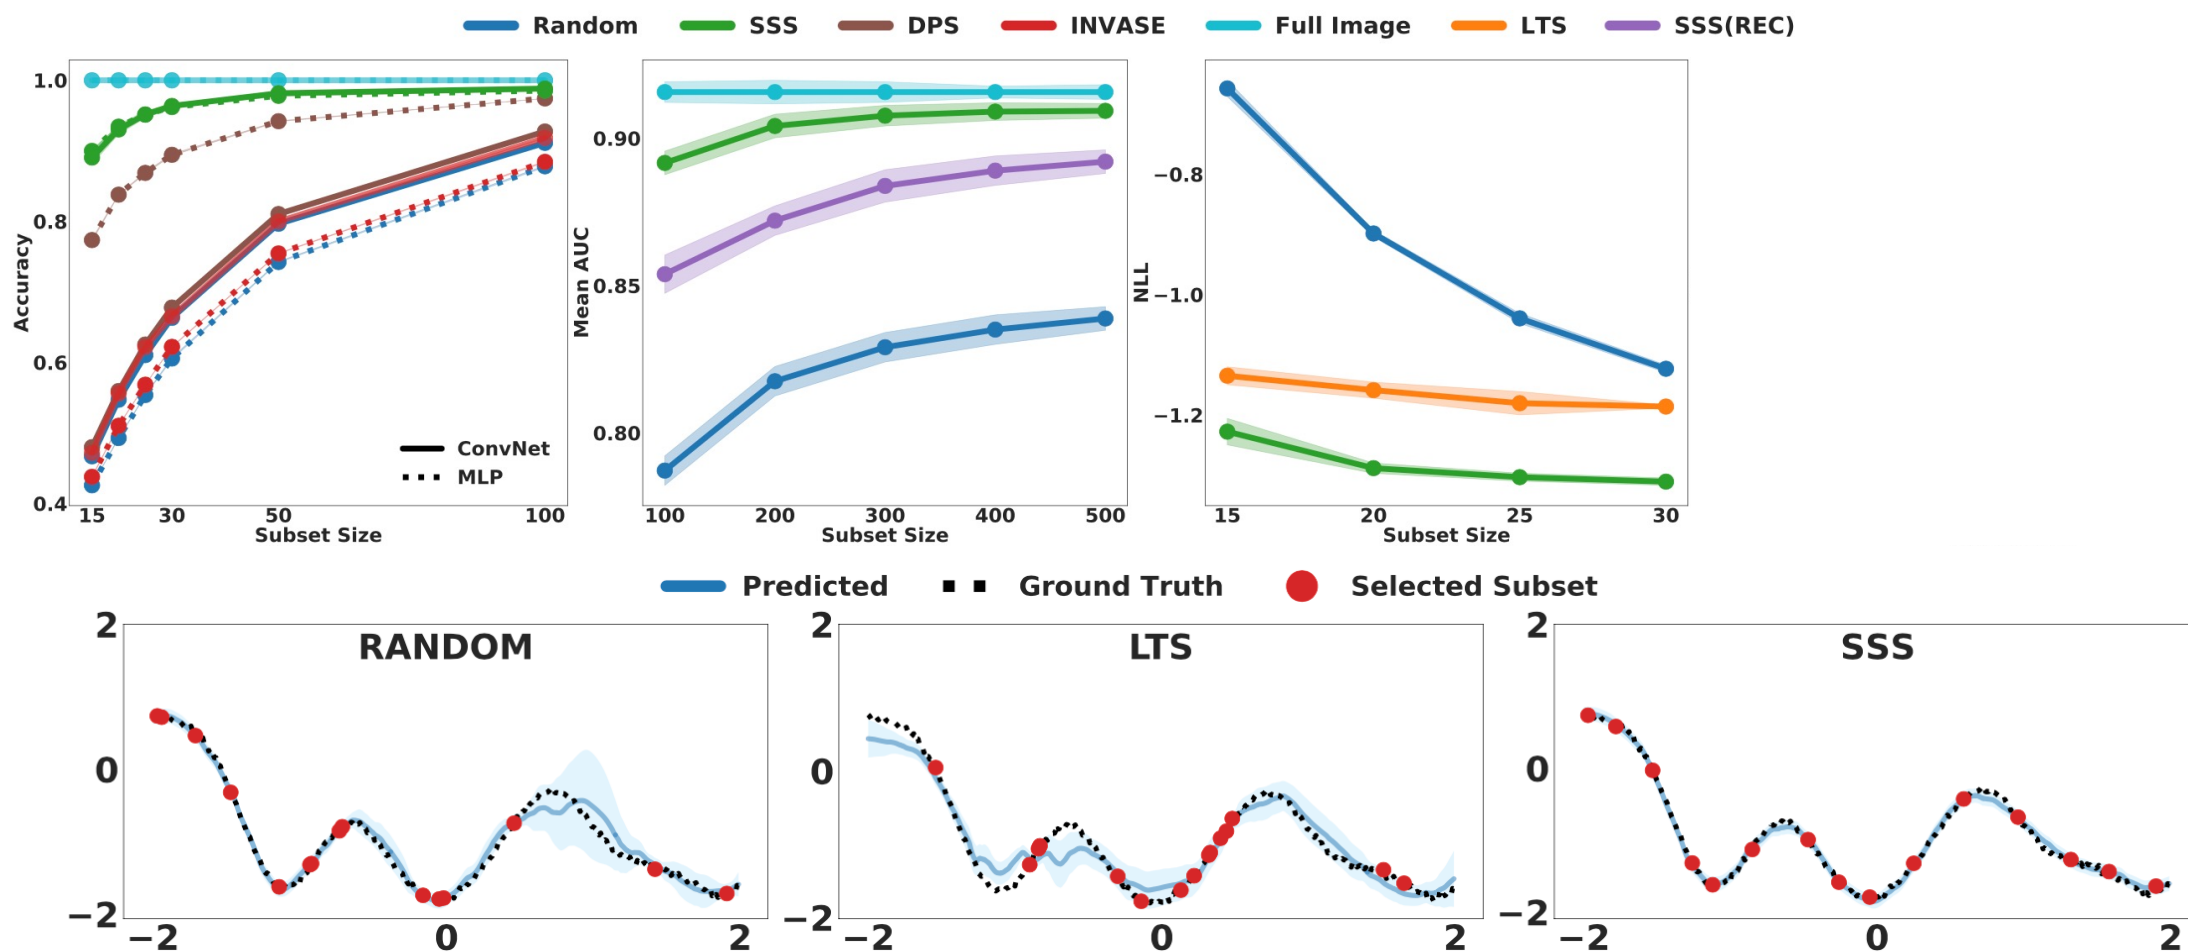 Random SSS DPS INVASE Full Image LTS SSS(REC)
1.0
0.8
0.6
0.4
Accuracy
ConvNet
MLP
15 30 50 100
Subset Size
0.90
0.85
0.80
Mean AUC
100 200 300 400 500
Subset Size
−0.8
−1.0
−1.2
NLL
15 20 25 30
Subset Size
Predicted Ground Truth Selected Subset
RANDOM
2
0
−2
−2 0 2
LTS
2
0
−2
−2 0 2
SSS
2
0
−2
−2 0 2